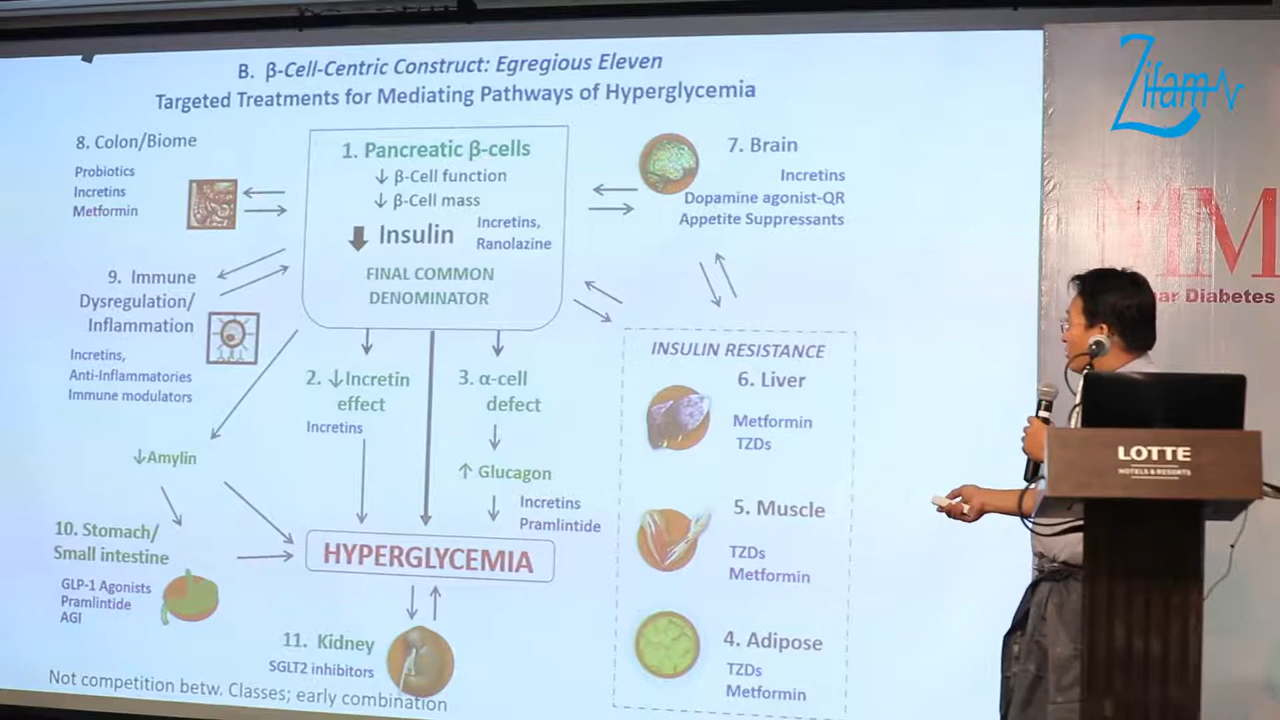 B. β-Cell-Centric Construct: Egregious Eleven
Targeted Treatments for Mediating Pathways of Hyperglycemia
8. Colon/Biome
Probiotics
Incretins
Metformin
1. Pancreatic β-cells
↓ β-Cell function
↓ β-Cell mass
↓ Insulin
Incretins,
Ranolazine
FINAL COMMON
DENOMINATOR
7. Brain
Incretins
Dopamine agonist-QR
Appetite Suppressants
9. Immune
Dysregulation/
Inflammation
Incretins,
Anti-Inflammatories
Immune modulators
2. ↓Incretin
effect
Incretins
3. α-cell
defect
↑ Glucagon
Incretins
Pramlintide
↓Amylin
10. Stomach/
Small intestine
GLP-1 Agonists
Pramlintide
AGI
HYPERGLYCEMIA
11. Kidney
SGLT2 inhibitors
INSULIN RESISTANCE
6. Liver
Metformin
TZDs
5. Muscle
TZDs
Metformin
4. Adipose
TZDs
Metformin
Not competition betw. Classes; early combination
Zifam
MM
ar Diabetes
LOTTE
HOTELS & RESORTS